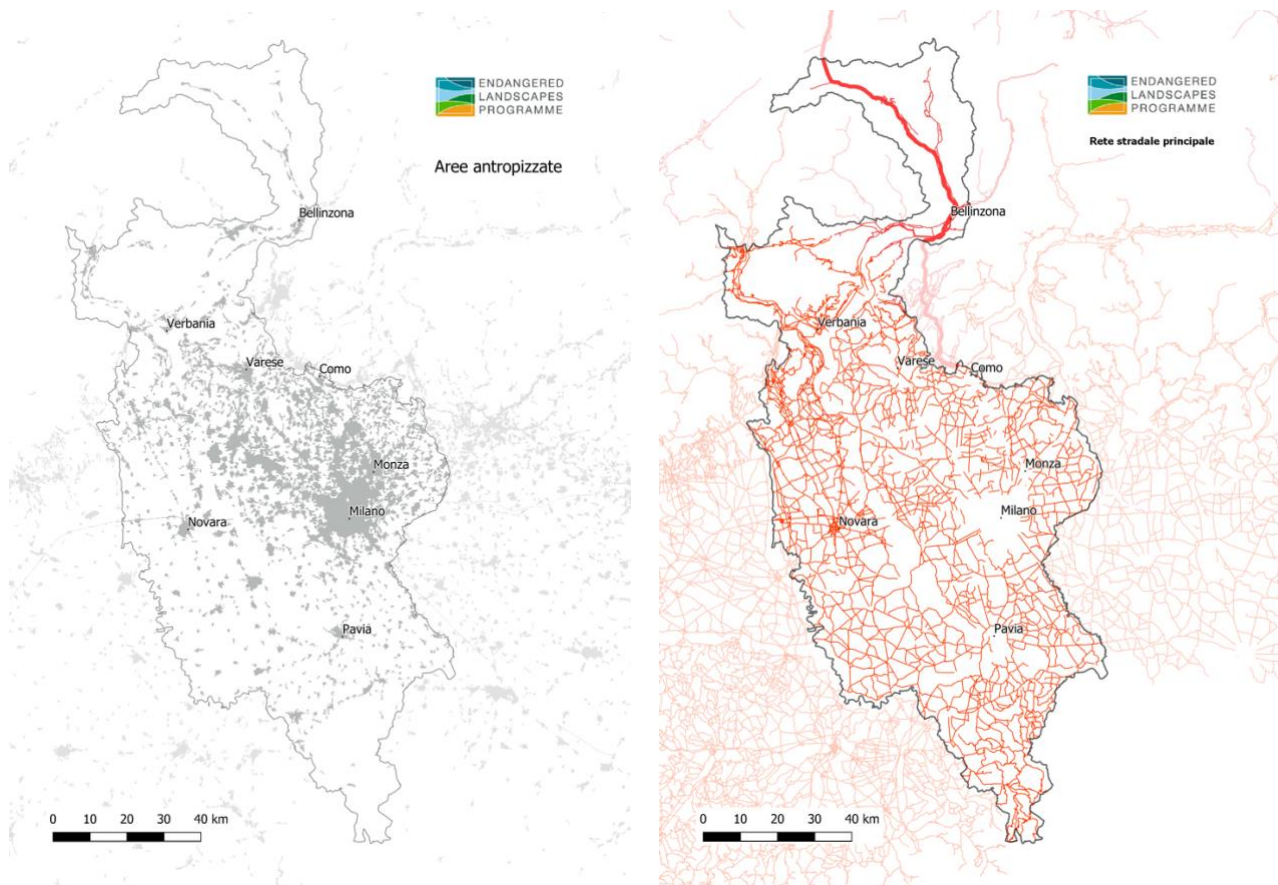 ENDANGERED
LANDSCAPES
PROGRAMME
Aree antropizzate
Bellinzona
Verbania
Varese
Como
Monza
Novara
Milano
Pavia
0 10 20 30 40 km
ENDANGERED
LANDSCAPES
PROGRAMME
Rete stradale principale
Bellinzona
Verbania
Varese
Como
Monza
Novara
Milano
Pavia
0 10 20 30 40 km